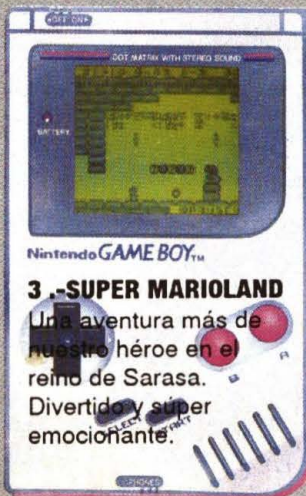 OFF ON
DOT MATRIX WITH STEREO SOUND
BATTERY
Nintendo GAME BOY™
3 .-SUPER MARIOLAND
Una aventura más de
nuestro héroe en el
reino de Sarasa.
Divertido y súper
emocionante.
B A
SELECT START
PHONES